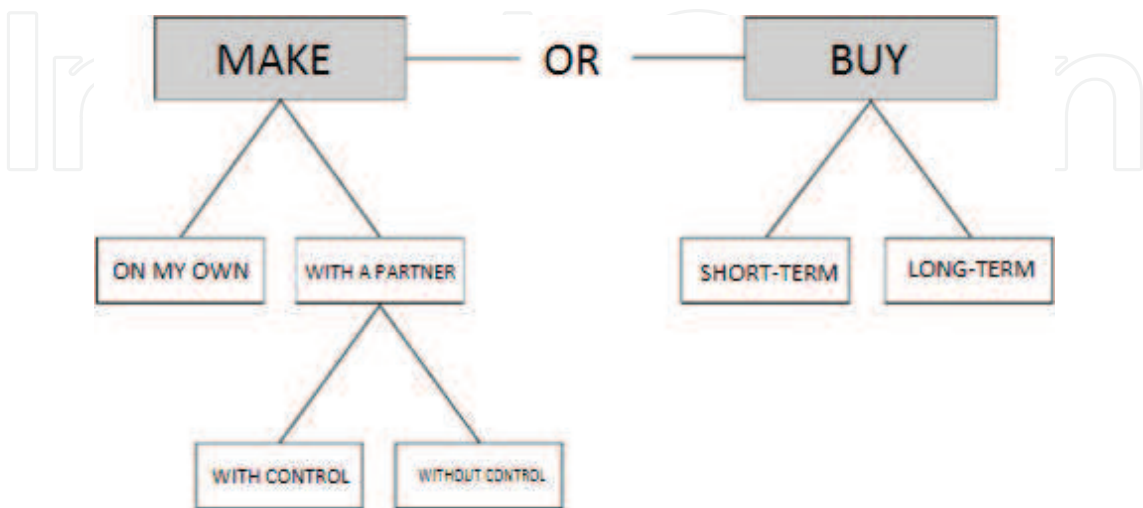 MAKE OR BUY
ON MY OWN WITH A PARTNER SHORT-TERM LONG-TERM
WITH CONTROL WITHOUT CONTROL